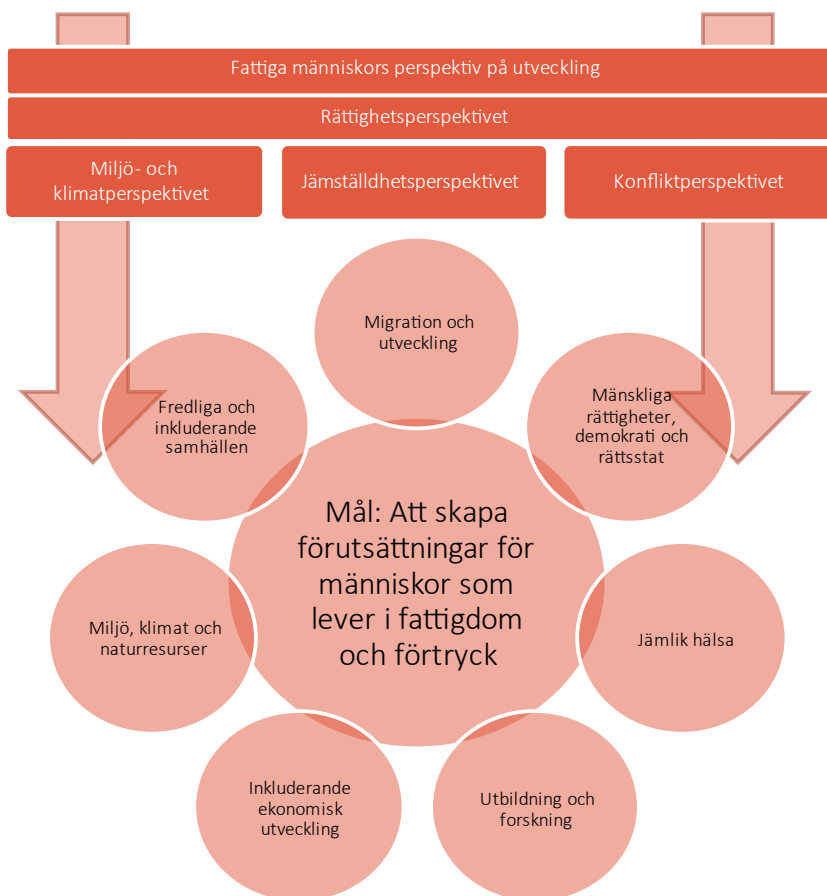 Fattiga människors perspektiv på utveckling
Rättighetsperspektivet
Miljö- och
klimatperspektivet
Jämställdhetsperspektivet
Konfliktperspektivet
Migration och
utveckling
Fredliga och
inkluderande
samhällen
Mänskliga
rättigheter,
demokrati och
rättsstat
Mål: Att skapa
förutsättningar för
människor som
lever i fattigdom
och förtryck
Miljö, klimat och
naturresurser
Jämlik hälsa
Inkluderande
ekonomisk
utveckling
Utbildning och
forskning